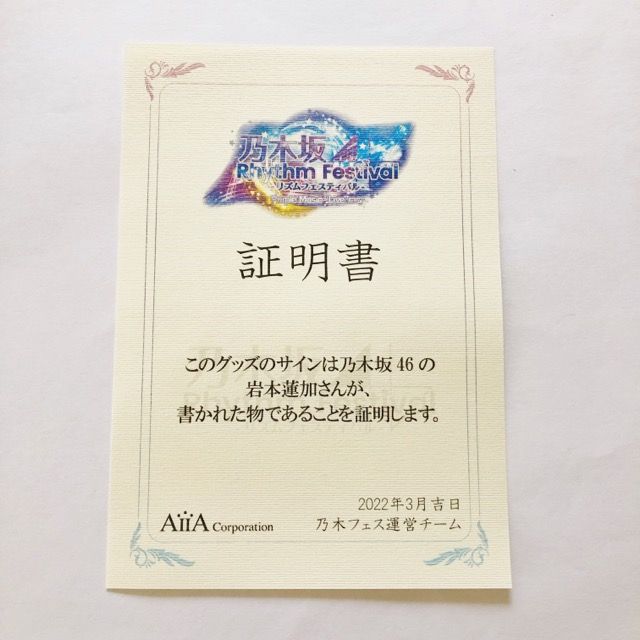 乃木坂46
Rhythm Festival
リズムフェスティバル
証明書
このグッズのサインは乃木坂46の
岩本蓮加さんが、
書かれた物であることを証明します。
2022年3月吉日
AiiA Corporation
乃木フェス運営チーム